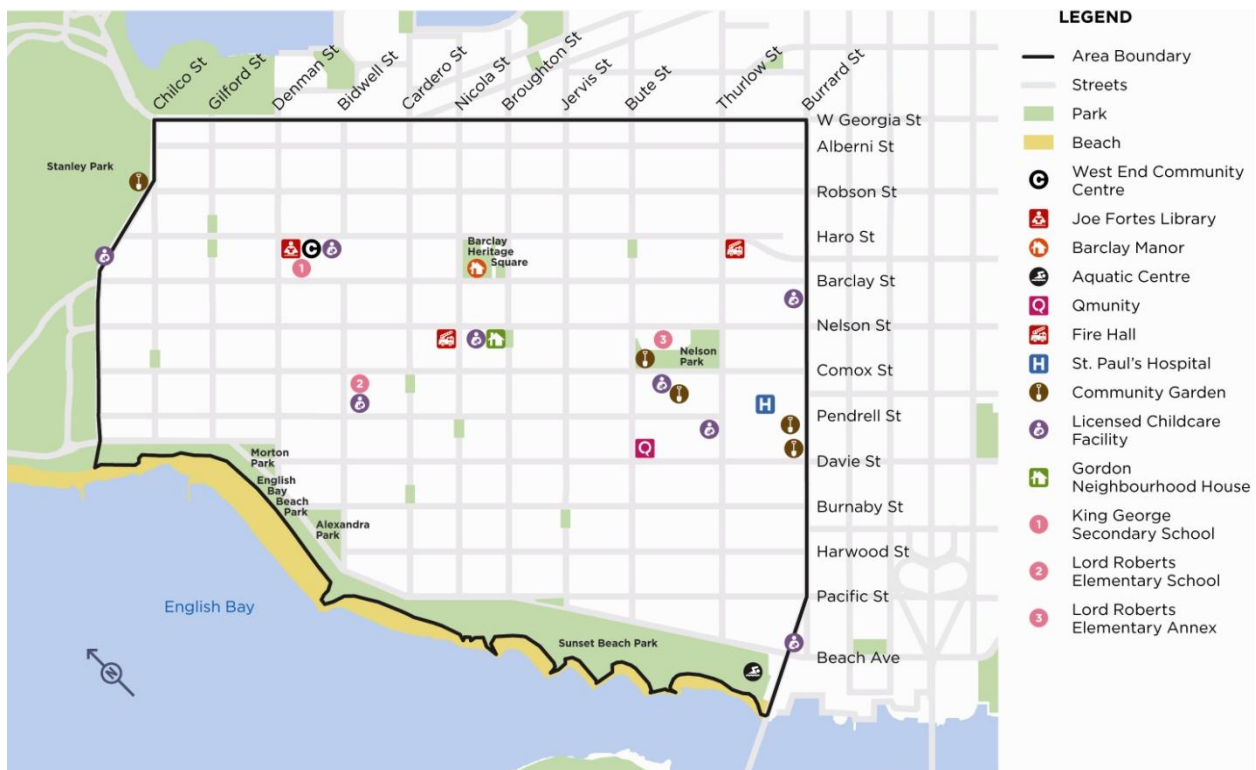 Chilco St
Gilford St
Denman St
Bidwell St
Cardero St
Nicola St
Broughton St
Jervis St
Bute St
Thurlow St
Burrard St
W Georgia St
Alberni St
Robson St
Haro St
Barclay St
Nelson St
Comox St
Pendrell St
Davie St
Burnaby St
Harwood St
Pacific St
Beach Ave
Stanley Park
C
1
Barclay
Heritage
Square
3
Nelson
Park
2
H
Q
Morton
Park
English
Bay
Beach
Park
Alexandra
Park
English Bay
Sunset Beach Park
N
LEGEND
Area Boundary
Streets
Park
Beach
C West End Community
Centre
Joe Fortes Library
Barclay Manor
Aquatic Centre
Q Qmunity
Fire Hall
H St. Paul's Hospital
Community Garden
Licensed Childcare
Facility
Gordon
Neighbourhood House
1 King George
Secondary School
2 Lord Roberts
Elementary School
3 Lord Roberts
Elementary Annex